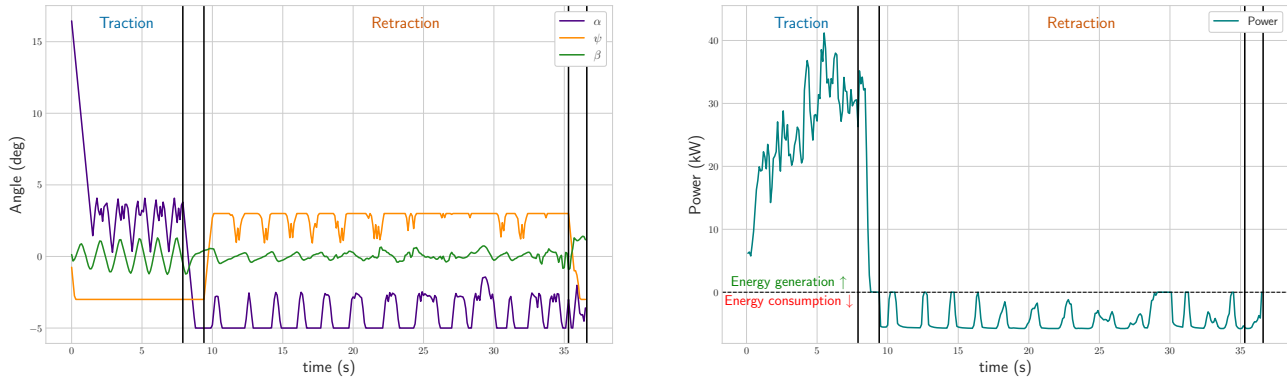 Traction
Retraction
α
ψ
β
15
10
5
0
−5
Angle (deg)
0
5
10
15
20
25
30
35
time (s)
Traction
Retraction
Power
40
30
20
10
0
Power (kW)
Energy generation ↑
Energy consumption ↓
0
5
10
15
20
25
30
35
time (s)